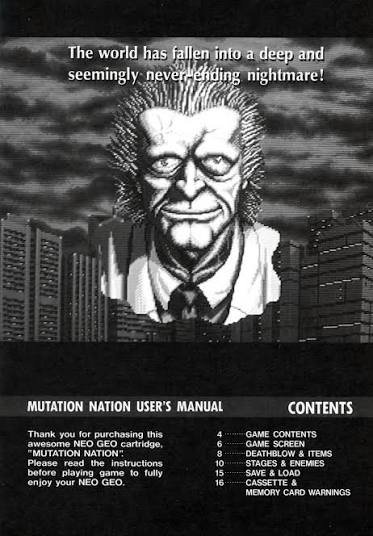 The world has fallen into a deep and
seemingly never-ending nightmare!
MUTATION NATION USER'S MANUAL
Thank you for purchasing this
awesome NEO GEO cartridge,
"MUTATION NATION".
Please read the instructions
before playing game to fully
enjoy your NEO GEO.
CONTENTS
4 ········ GAME CONTENTS
6 ········ GAME SCREEN
8 ········ DEATHBLOW & ITEMS
10 ········ STAGES & ENEMIES
15 ········ SAVE & LOAD
16 ········ CASSETTE &
MEMORY CARD WARNINGS